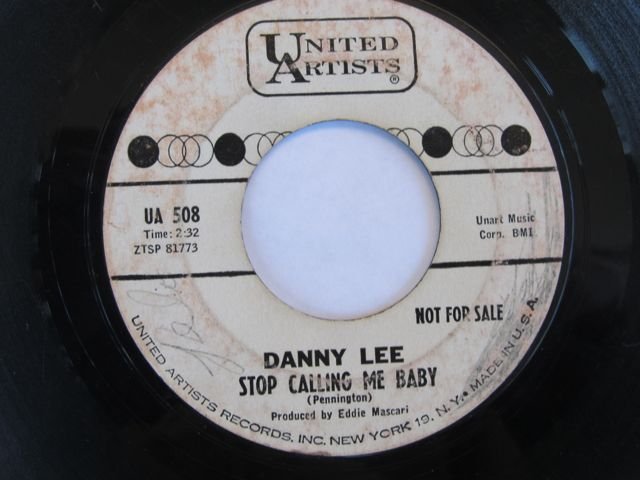 UNITED
ARTISTS®
UA 508
Time: 2:32
ZTSP 81773
Unart Music
Corp. BMI
NOT FOR SALE
DANNY LEE
STOP CALLING ME BABY
(Pennington)
Produced by Eddie Mascari
UNITED ARTISTS RECORDS, INC. NEW YORK 19, N.Y. • MADE IN U.S.A.